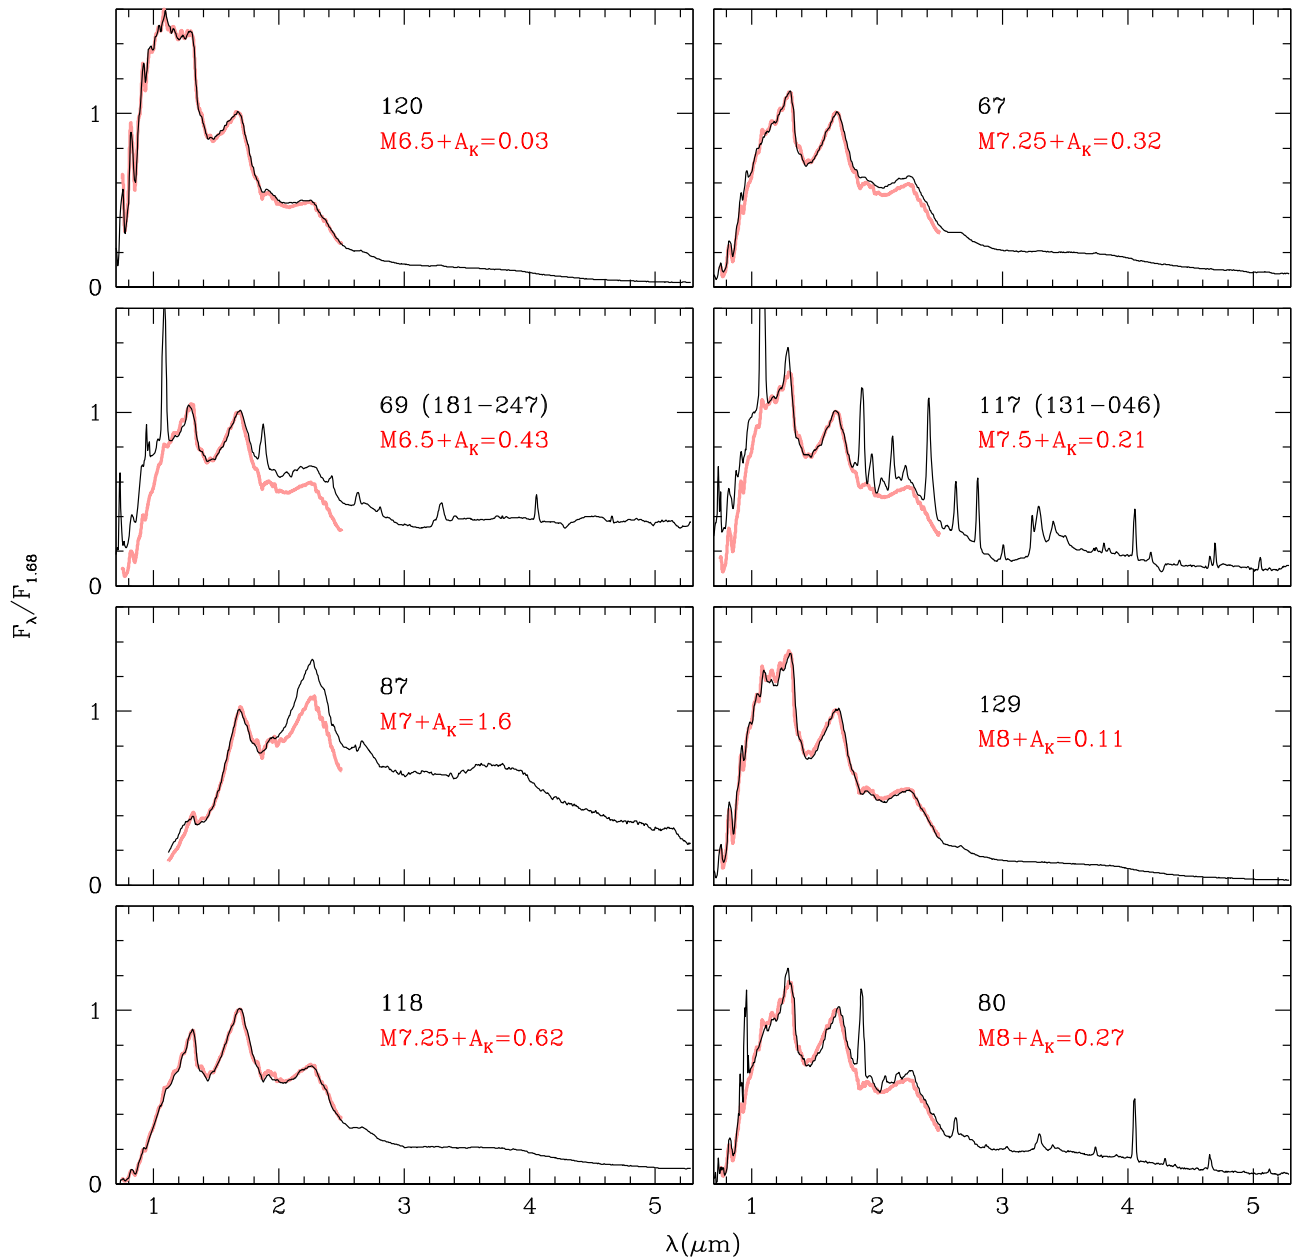 120
M6.5+A_K=0.03
1
0
67
M7.25+A_K=0.32
69 (181−247)
M6.5+A_K=0.43
1
0
117 (131−046)
M7.5+A_K=0.21
F_λ/F_1.68
87
M7+A_K=1.6
1
0
129
M8+A_K=0.11
118
M7.25+A_K=0.62
1
0
80
M8+A_K=0.27
1 2 3 4 5
1 2 3 4 5
λ(μm)